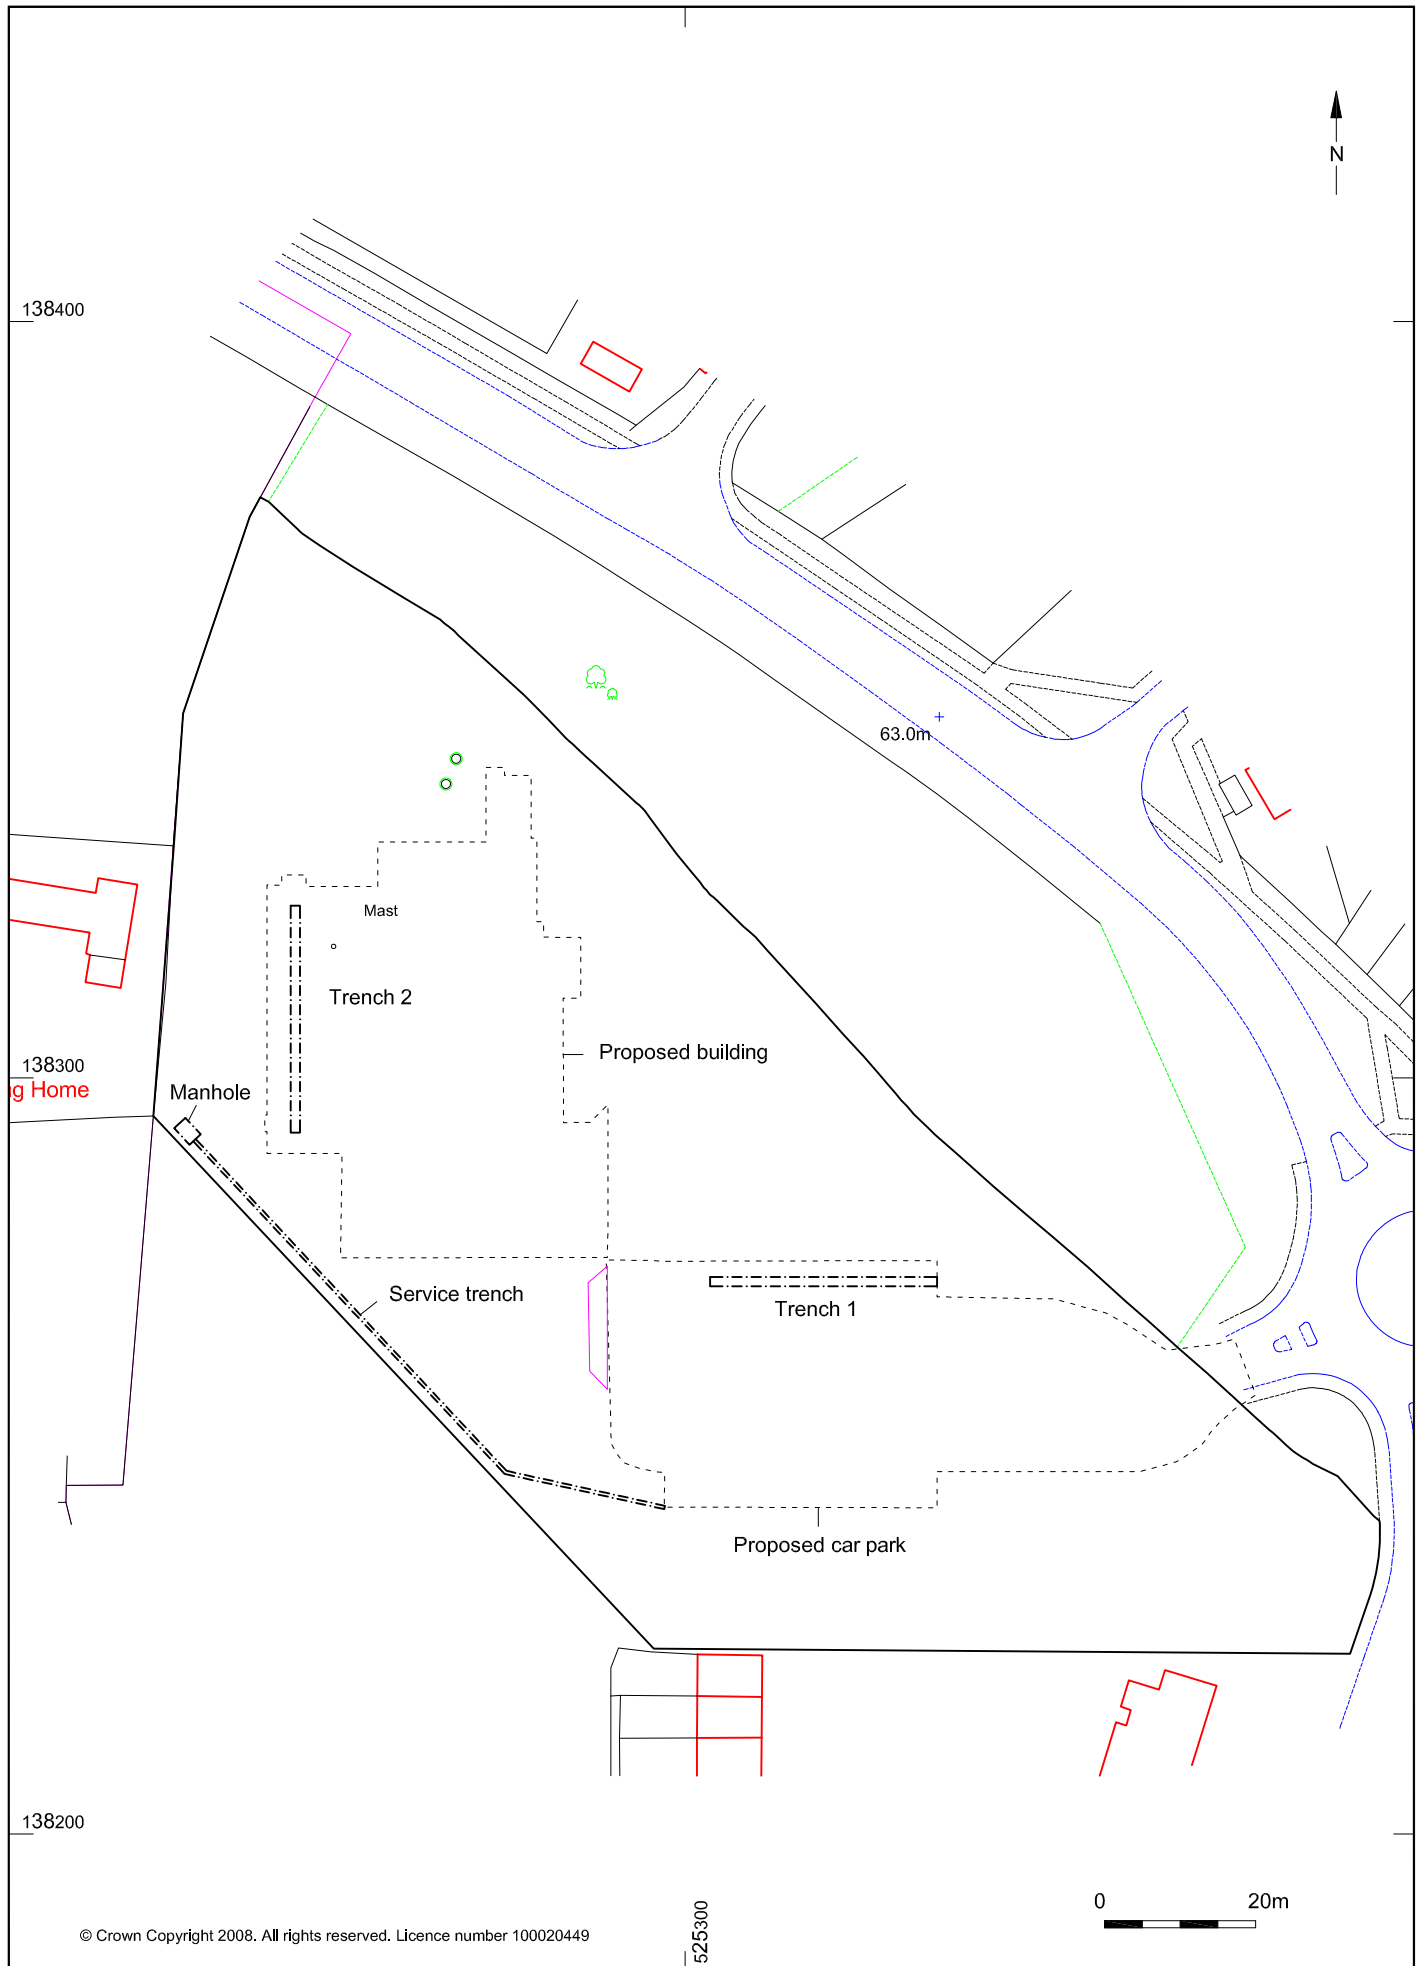 N
138400
63.0m
Mast
Trench 2
Proposed building
138300
Home
Manhole
Service trench
Trench 1
Proposed car park
138200
0 20m
525300
© Crown Copyright 2008. All rights reserved. Licence number 100020449